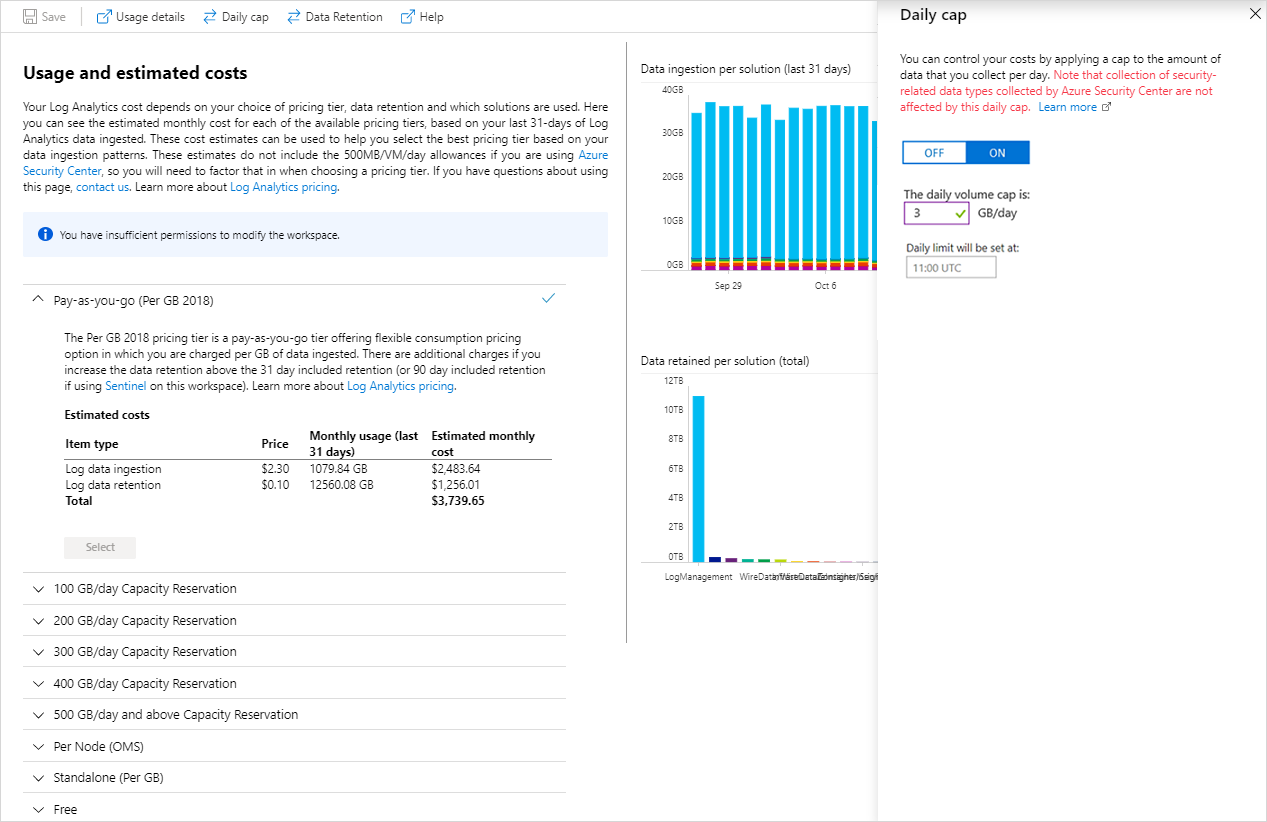 Save
Usage details
Daily cap
Data Retention
Help
Usage and estimated costs
Your Log Analytics cost depends on your choice of pricing tier, data retention and which solutions are used. Here
you can see the estimated monthly cost for each of the available pricing tiers, based on your last 31-days of Log
Analytics data ingested. These cost estimates can be used to help you select the best pricing tier based on your
data ingestion patterns. These estimates do not include the 500MB/VM/day allowances if you are using Azure
Security Center, so you will need to factor that in when choosing a pricing tier. If you have questions about using
this page, contact us. Learn more about Log Analytics pricing.
You have insufficient permissions to modify the workspace.
Pay-as-you-go (Per GB 2018)
The Per GB 2018 pricing tier is a pay-as-you-go tier offering flexible consumption pricing
option in which you are charged per GB of data ingested. There are additional charges if you
increase the data retention above the 31 day included retention (or 90 day included retention
if using Sentinel on this workspace). Learn more about Log Analytics pricing.
Estimated costs
Item type Price Monthly usage (last 31 days) Estimated monthly cost
Log data ingestion $2.30 1079.84 GB $2,483.64
Log data retention $0.10 12560.08 GB $1,256.01
Total $3,739.65
Select
100 GB/day Capacity Reservation
200 GB/day Capacity Reservation
300 GB/day Capacity Reservation
400 GB/day Capacity Reservation
500 GB/day and above Capacity Reservation
Per Node (OMS)
Standalone (Per GB)
Free
Data ingestion per solution (last 31 days)
40GB
30GB
20GB
10GB
0GB
Sep 29 Oct 6
Data retained per solution (total)
12TB
10TB
8TB
6TB
4TB
2TB
0TB
LogManagement WireData
Daily cap
You can control your costs by applying a cap to the amount of
data that you collect per day. Note that collection of security-
related data types collected by Azure Security Center are not
affected by this daily cap. Learn more
OFF ON
The daily volume cap is:
3 GB/day
Daily limit will be set at:
11:00 UTC